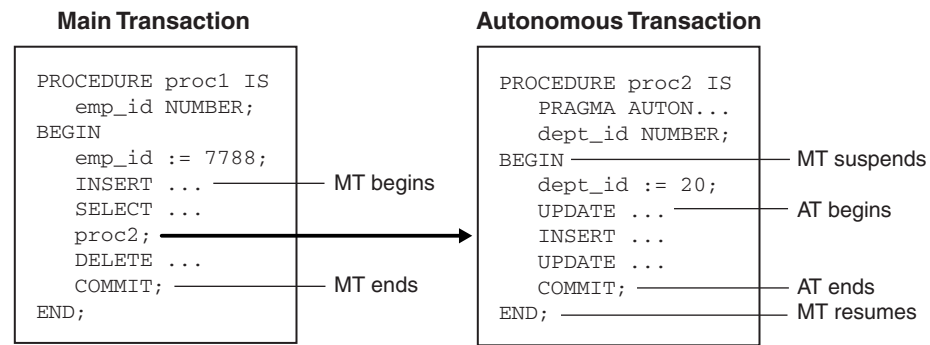 Main Transaction
PROCEDURE proc1 IS
emp_id NUMBER;
BEGIN
emp_id := 7788;
INSERT ...
SELECT ...
proc2;
DELETE ...
COMMIT;
END;
MT begins
MT ends
Autonomous Transaction
PROCEDURE proc2 IS
PRAGMA AUTON...
dept_id NUMBER;
BEGIN
dept_id := 20;
UPDATE ...
INSERT ...
UPDATE ...
COMMIT;
END;
MT suspends
AT begins
AT ends
MT resumes